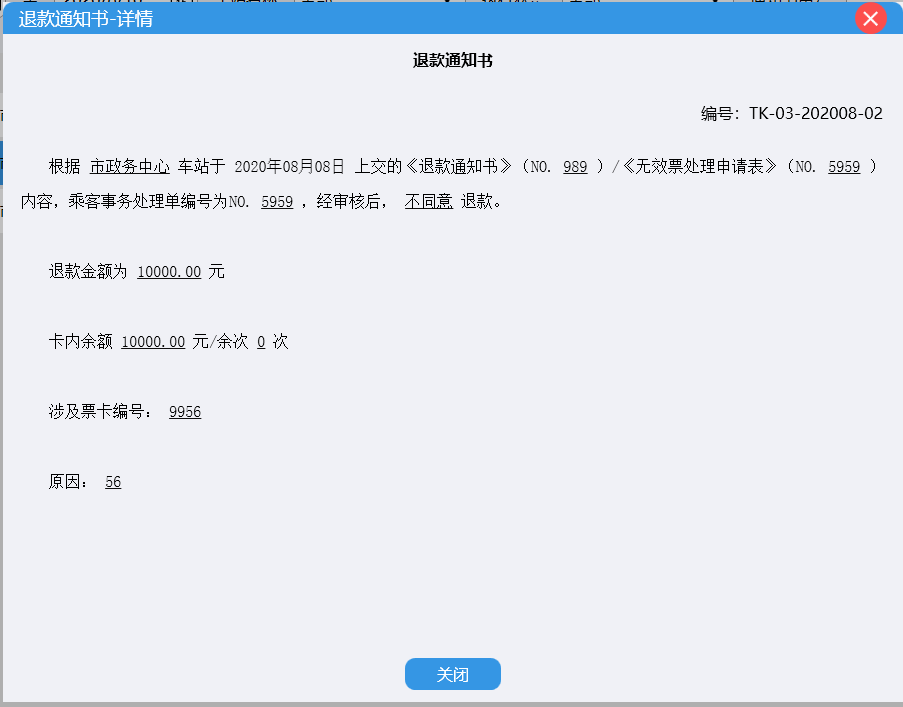 退款通知书-详情
退款通知书
编号：TK-03-202008-02
根据 市政务中心 车站于 2020年08月08日 上交的《退款通知书》（NO. 989 ）/《无效票处理申请表》（NO. 5959 ）
内容，乘客事务处理单编号为NO. 5959 ，经审核后， 不同意 退款。
退款金额为 10000.00 元
卡内余额 10000.00 元/余次 0 次
涉及票卡编号： 9956
原因： 56
关闭